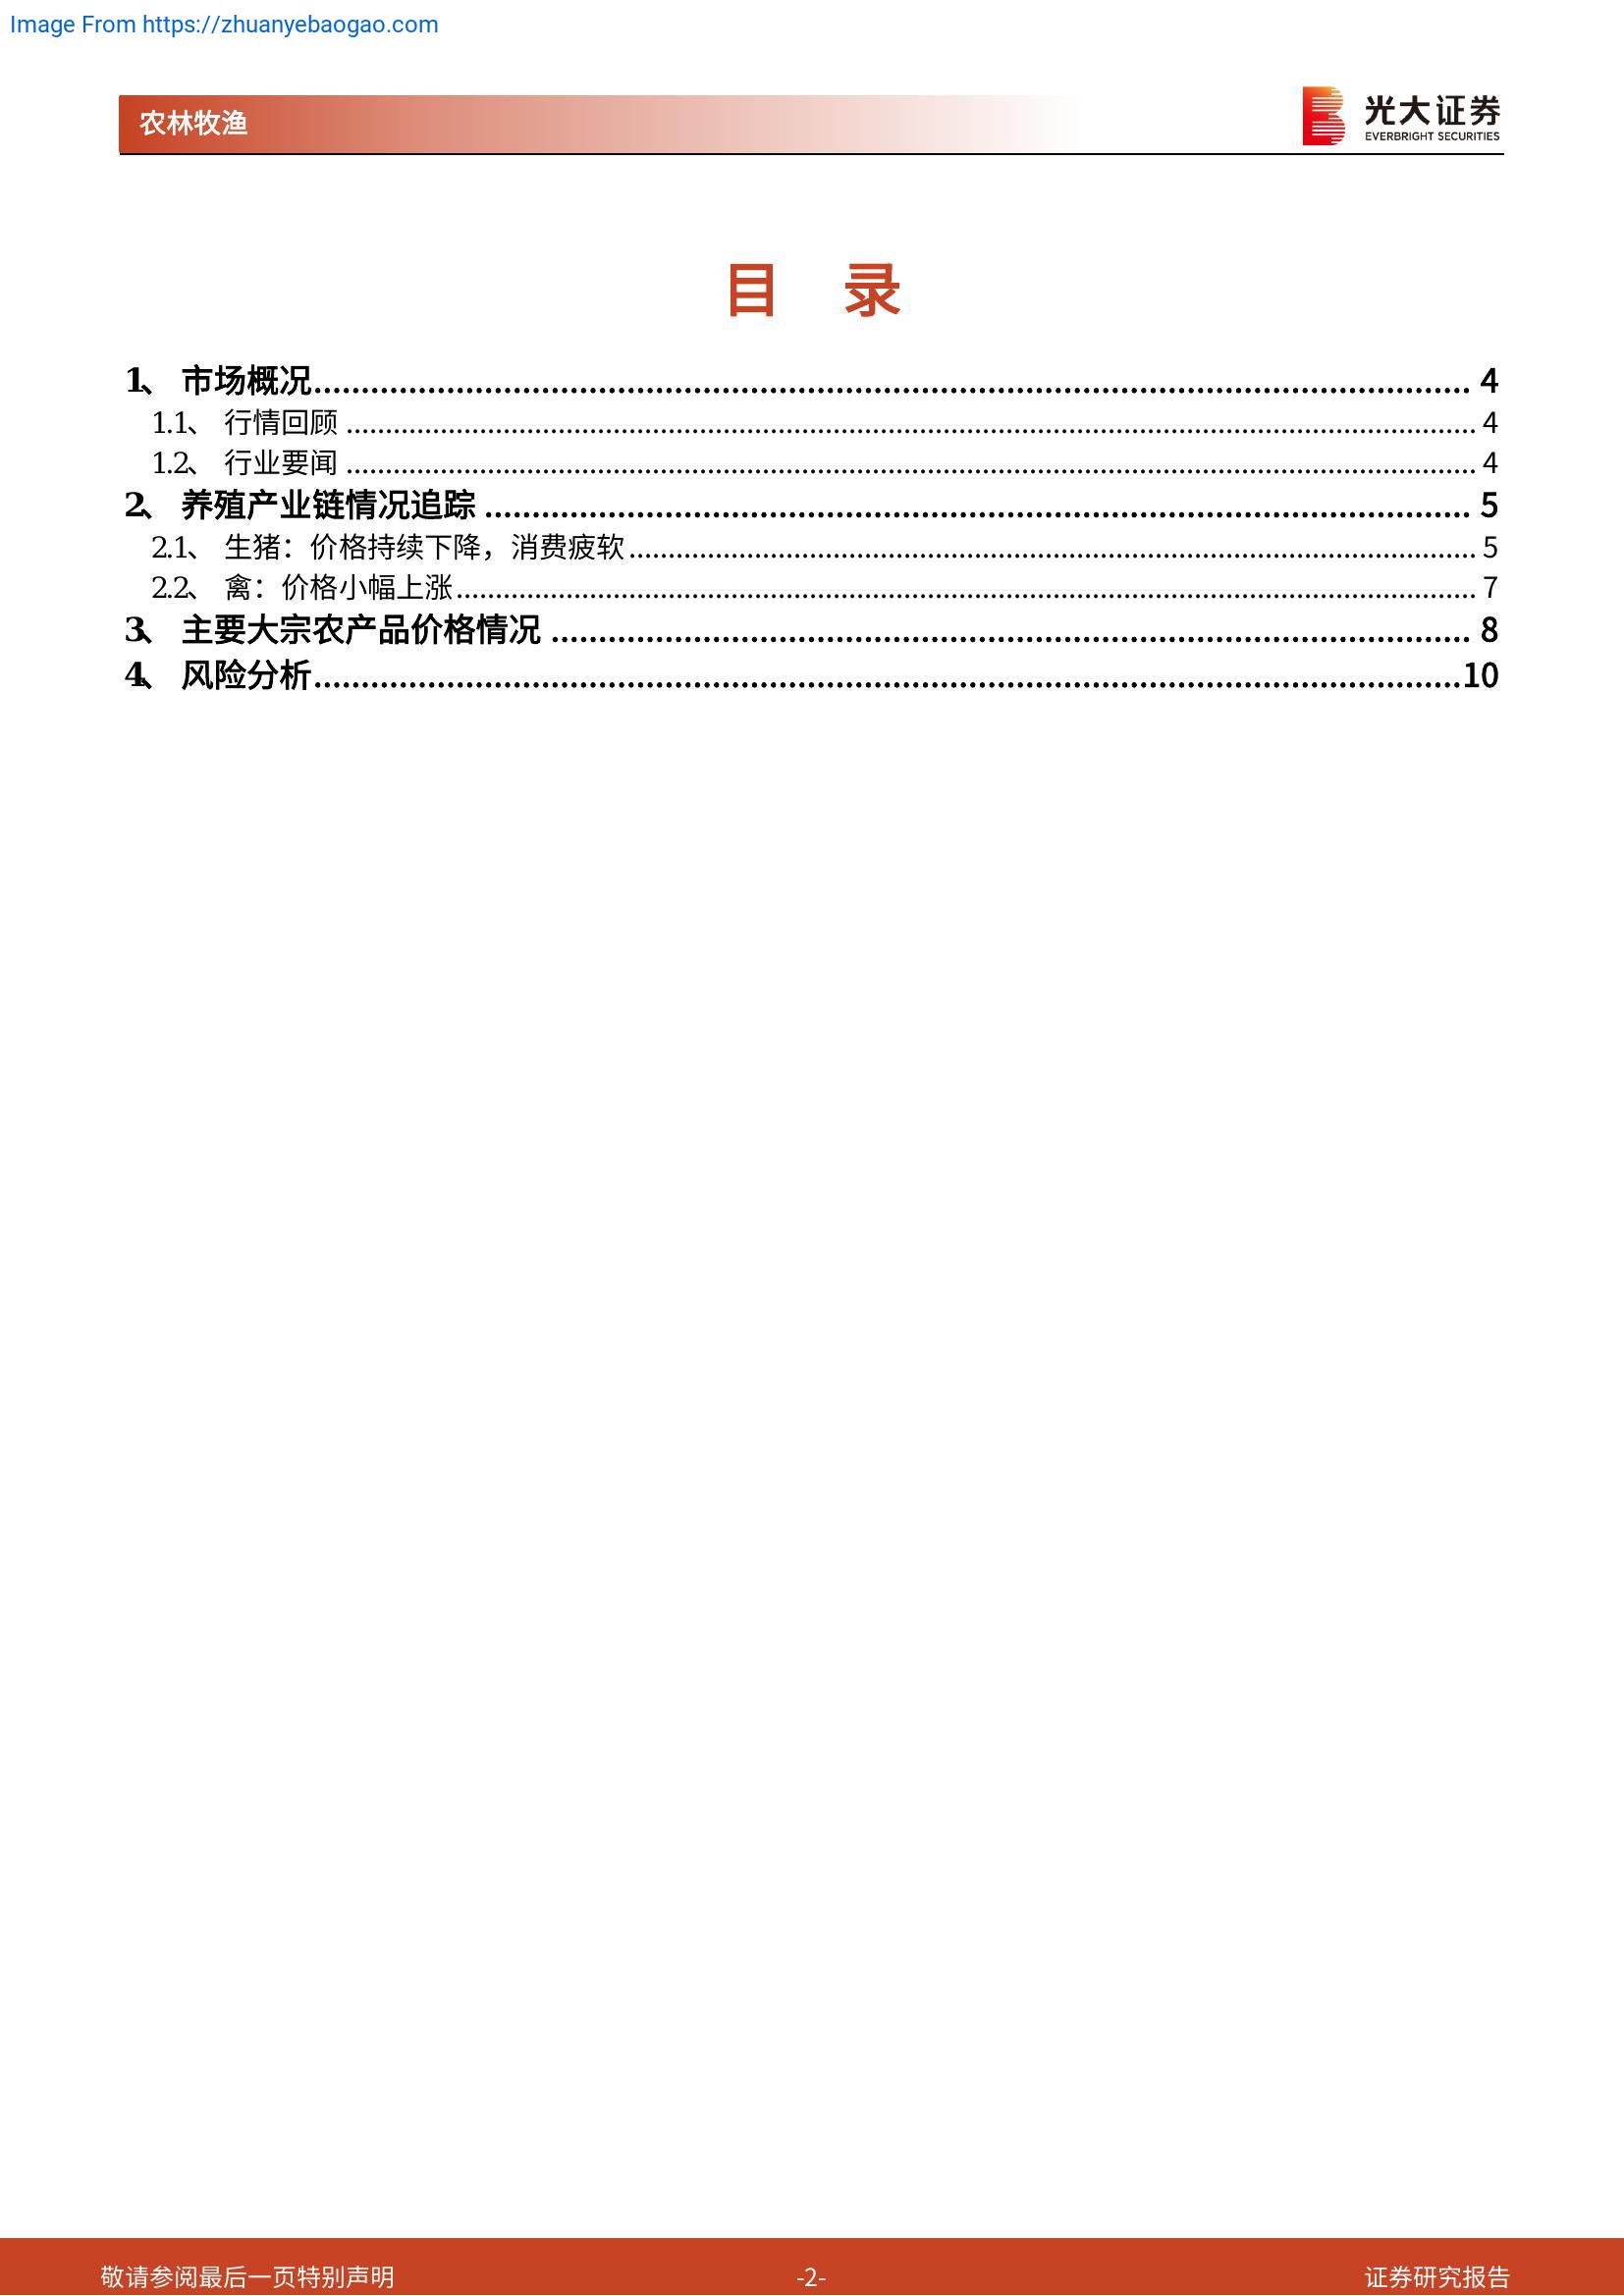 Image From https://zhuanyebaogao.com
农林牧渔
光大证券
EVERBRIGHT SECURITIES
目 录
1、 市场概况 4
1.1、 行情回顾 4
1.2、 行业要闻 4
2、 养殖产业链情况追踪 5
2.1、 生猪：价格持续下降，消费疲软 5
2.2、 禽：价格小幅上涨 7
3、 主要大宗农产品价格情况 8
4、 风险分析 10
敬请参阅最后一页特别声明 -2- 证券研究报告